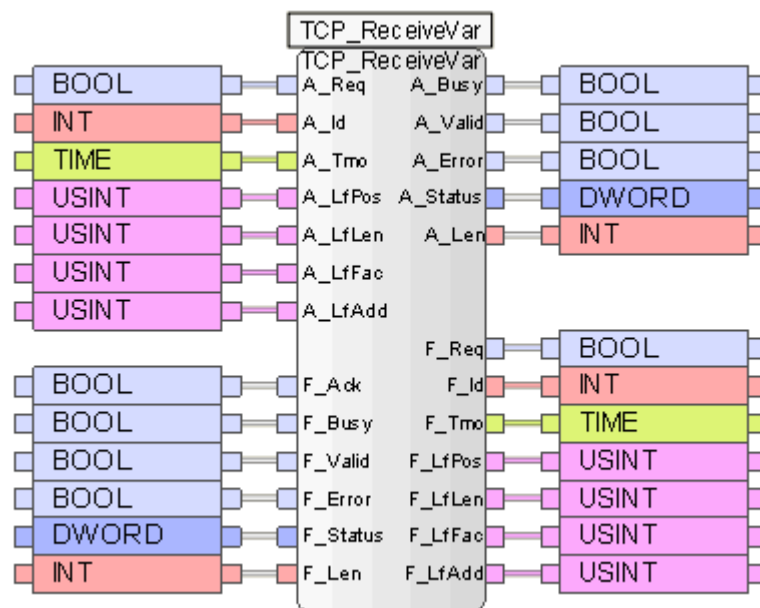 TCP_ReceiveVar
TCP_ReceiveVar
BOOL A_Req A_Busy BOOL
INT A_Id A_Valid BOOL
TIME A_Tmo A_Error BOOL
USINT A_LfPos A_Status DWORD
USINT A_LfLen A_Len INT
USINT A_LfFac
USINT A_LfAdd
F_Req BOOL
BOOL F_Ack F_Id INT
BOOL F_Busy F_Tmo TIME
BOOL F_Valid F_LfPos USINT
BOOL F_Error F_LfLen USINT
DWORD F_Status F_LfFac USINT
INT F_Len F_LfAdd USINT